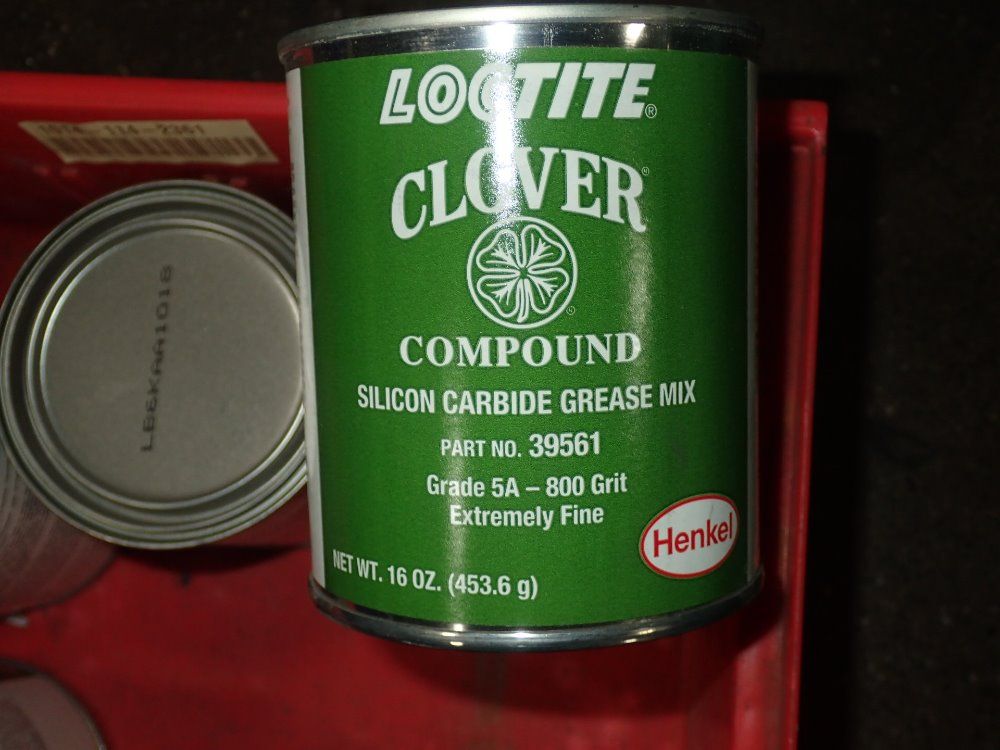 LOCTITE®
CLOVER®
®
COMPOUND
SILICON CARBIDE GREASE MIX
PART NO. 39561
Grade 5A – 800 Grit
Extremely Fine
Henkel
NET WT. 16 OZ. (453.6 g)